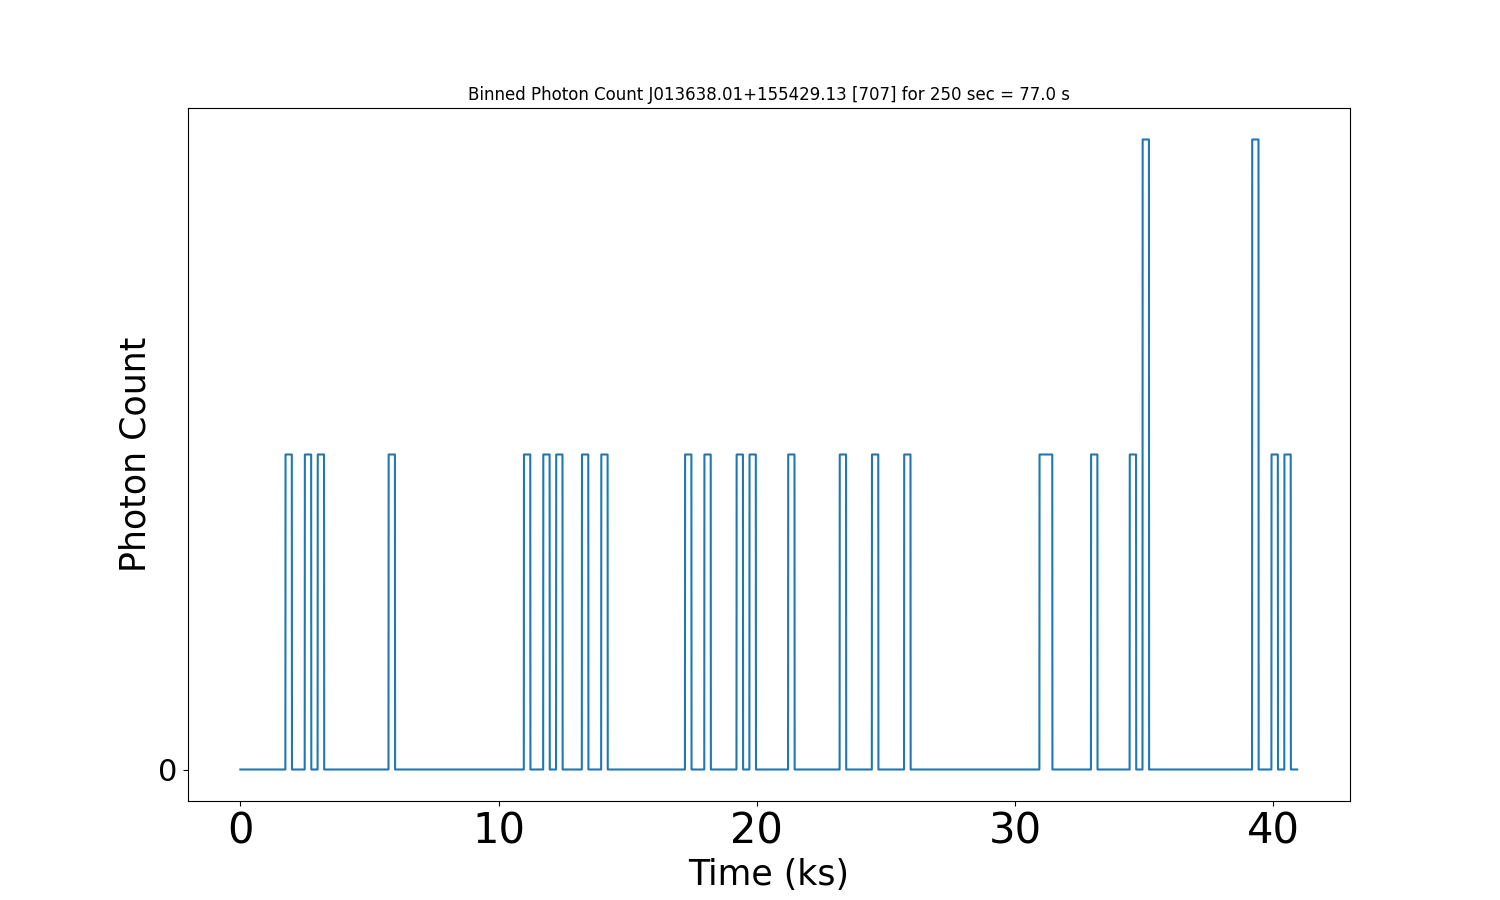 Binned Photon Count J013638.01+155429.13 [707] for 250 sec = 77.0 s
Photon Count
0
0 10 20 30 40
Time (ks)